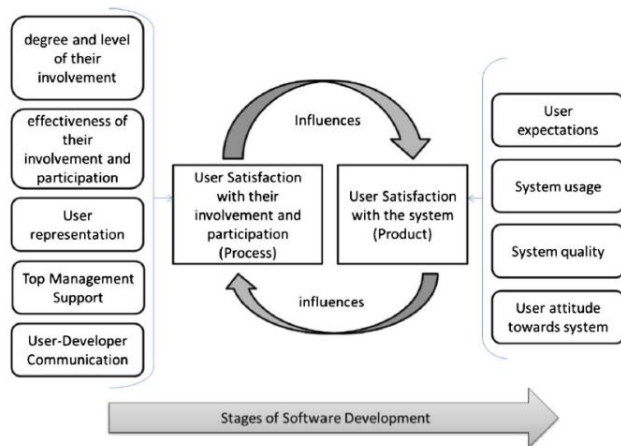 degree and level of
their
involvement
effectiveness of
their
involvement and
participation
User
representation
Top Management
Support
User-Developer
Communication
Influences
User Satisfaction
with their
involvement and
participation
(Process)
User Satisfaction
with the system
(Product)
influences
User
expectations
System usage
System quality
User attitude
towards system
Stages of Software Development